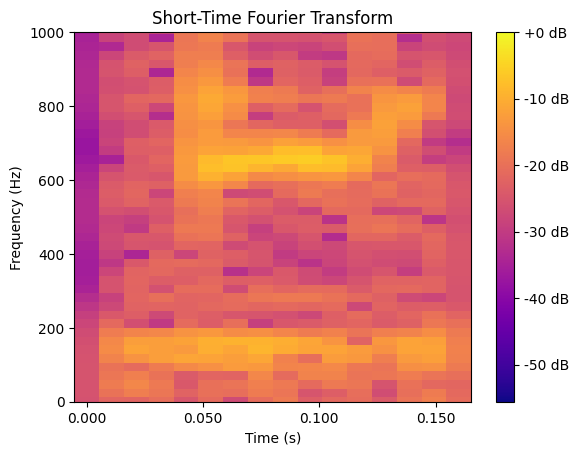 Short-Time Fourier Transform
Frequency (Hz)
1000
800
600
400
200
0
0.000
0.050
0.100
0.150
Time (s)
+0 dB
-10 dB
-20 dB
-30 dB
-40 dB
-50 dB